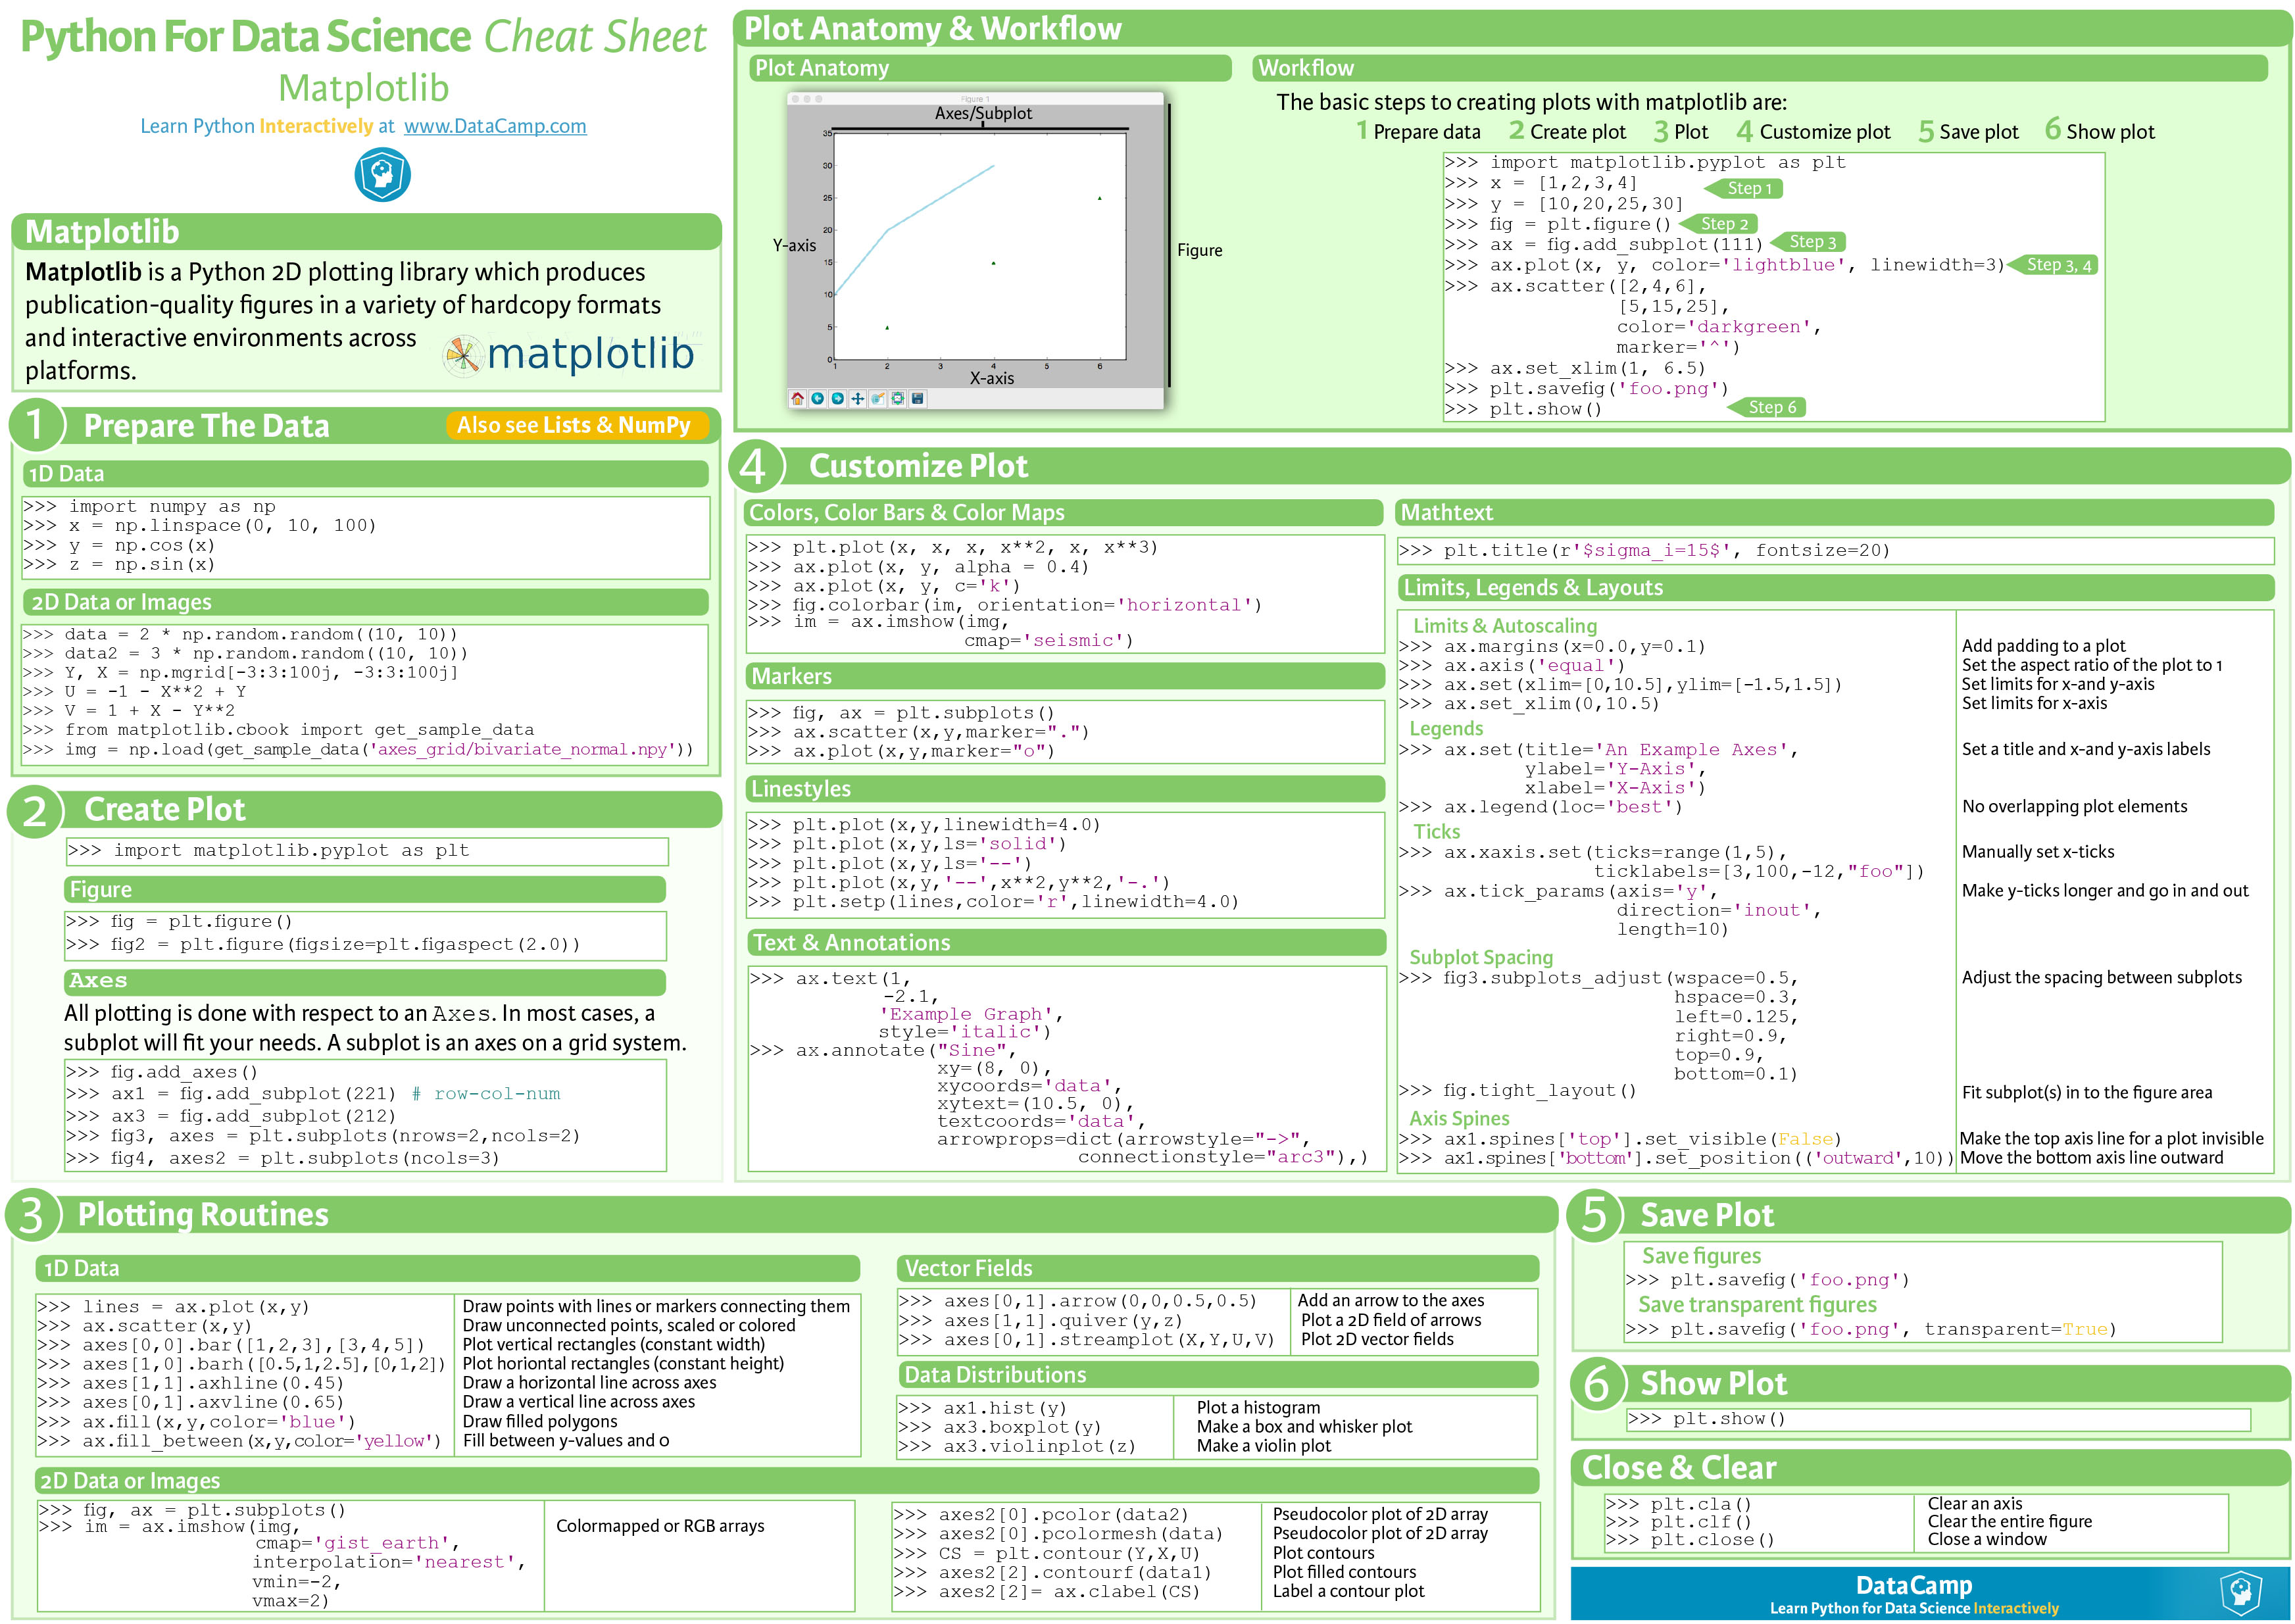 Python For Data Science Cheat Sheet
Matplotlib
Learn Python Interactively at www.DataCamp.com
Matplotlib
Matplotlib is a Python 2D plotting library which produces
publication-quality figures in a variety of hardcopy formats
and interactive environments across
platforms.
matplotlib
1 Prepare The Data
Also see Lists & NumPy
1D Data
>>> import numpy as np
>>> x = np.linspace(0, 10, 100)
>>> y = np.cos(x)
>>> z = np.sin(x)
2D Data or Images
>>> data = 2 * np.random.random((10, 10))
>>> data2 = 3 * np.random.random((10, 10))
>>> Y, X = np.mgrid[-3:3:100j, -3:3:100j]
>>> U = -1 - X**2 + Y
>>> V = 1 + X - Y**2
>>> from matplotlib.cbook import get_sample_data
>>> img = np.load(get_sample_data('axes_grid/bivariate_normal.npy'))
2 Create Plot
>>> import matplotlib.pyplot as plt
Figure
>>> fig = plt.figure()
>>> fig2 = plt.figure(figsize=plt.figaspect(2.0))
Axes
All plotting is done with respect to an Axes. In most cases, a
subplot will fit your needs. A subplot is an axes on a grid system.
>>> fig.add_axes()
>>> ax1 = fig.add_subplot(221) # row-col-num
>>> ax3 = fig.add_subplot(212)
>>> fig3, axes = plt.subplots(nrows=2,ncols=2)
>>> fig4, axes2 = plt.subplots(ncols=3)
Plot Anatomy & Workflow
Plot Anatomy
Figure 1
Axes/Subplot
35
30
25
20
15
10
5
0
Y-axis
1 2 3 4 5 6
X-axis
Figure
Workflow
The basic steps to creating plots with matplotlib are:
1 Prepare data 2 Create plot 3 Plot 4 Customize plot 5 Save plot 6 Show plot
>>> import matplotlib.pyplot as plt
>>> x = [1,2,3,4]
Step 1
>>> y = [10,20,25,30]
>>> fig = plt.figure() Step 2
>>> ax = fig.add_subplot(111) Step 3
>>> ax.plot(x, y, color='lightblue', linewidth=3) Step 3, 4
>>> ax.scatter([2,4,6],
[5,15,25],
color='darkgreen',
marker='^')
>>> ax.set_xlim(1, 6.5)
>>> plt.savefig('foo.png')
>>> plt.show() Step 6
4 Customize Plot
Colors, Color Bars & Color Maps
>>> plt.plot(x, x, x, x**2, x, x**3)
>>> ax.plot(x, y, alpha = 0.4)
>>> ax.plot(x, y, c='k')
>>> fig.colorbar(im, orientation='horizontal')
>>> im = ax.imshow(img,
cmap='seismic')
Markers
>>> fig, ax = plt.subplots()
>>> ax.scatter(x,y,marker=".")
>>> ax.plot(x,y,marker="o")
Linestyles
>>> plt.plot(x,y,linewidth=4.0)
>>> plt.plot(x,y,ls='solid')
>>> plt.plot(x,y,ls='--')
>>> plt.plot(x,y,'--',x**2,y**2,'-.')
>>> plt.setp(lines,color='r',linewidth=4.0)
Text & Annotations
>>> ax.text(1,
-2.1,
'Example Graph',
style='italic')
>>> ax.annotate("Sine",
xy=(8, 0),
xycoords='data',
xytext=(10.5, 0),
textcoords='data',
arrowprops=dict(arrowstyle="->",
connectionstyle="arc3"),)
Mathtext
>>> plt.title(r'$sigma_i=15$', fontsize=20)
Limits, Legends & Layouts
Limits & Autoscaling
>>> ax.margins(x=0.0,y=0.1) Add padding to a plot
>>> ax.axis('equal') Set the aspect ratio of the plot to 1
>>> ax.set(xlim=[0,10.5],ylim=[-1.5,1.5]) Set limits for x-and y-axis
>>> ax.set_xlim(0,10.5) Set limits for x-axis
Legends
>>> ax.set(title='An Example Axes', Set a title and x-and y-axis labels
ylabel='Y-Axis',
xlabel='X-Axis')
>>> ax.legend(loc='best') No overlapping plot elements
Ticks
>>> ax.xaxis.set(ticks=range(1,5), Manually set x-ticks
ticklabels=[3,100,-12,"foo"])
>>> ax.tick_params(axis='y', Make y-ticks longer and go in and out
direction='inout',
length=10)
Subplot Spacing
>>> fig3.subplots_adjust(wspace=0.5, Adjust the spacing between subplots
hspace=0.3,
left=0.125,
right=0.9,
top=0.9,
bottom=0.1)
>>> fig.tight_layout() Fit subplot(s) in to the figure area
Axis Spines
>>> ax1.spines['top'].set_visible(False) Make the top axis line for a plot invisible
>>> ax1.spines['bottom'].set_position(('outward',10)) Move the bottom axis line outward
3 Plotting Routines
1D Data
>>> lines = ax.plot(x,y) Draw points with lines or markers connecting them
>>> ax.scatter(x,y) Draw unconnected points, scaled or colored
>>> axes[0,0].bar([1,2,3],[3,4,5]) Plot vertical rectangles (constant width)
>>> axes[1,0].barh([0.5,1,2.5],[0,1,2]) Plot horiontal rectangles (constant height)
>>> axes[1,1].axhline(0.45) Draw a horizontal line across axes
>>> axes[0,1].axvline(0.65) Draw a vertical line across axes
>>> ax.fill(x,y,color='blue') Draw filled polygons
>>> ax.fill_between(x,y,color='yellow') Fill between y-values and 0
2D Data or Images
>>> fig, ax = plt.subplots()
>>> im = ax.imshow(img, Colormapped or RGB arrays
cmap='gist_earth',
interpolation='nearest',
vmin=-2,
vmax=2)
Vector Fields
>>> axes[0,1].arrow(0,0,0.5,0.5) Add an arrow to the axes
>>> axes[1,1].quiver(y,z) Plot a 2D field of arrows
>>> axes[0,1].streamplot(X,Y,U,V) Plot 2D vector fields
Data Distributions
>>> ax1.hist(y) Plot a histogram
>>> ax3.boxplot(y) Make a box and whisker plot
>>> ax3.violinplot(z) Make a violin plot
>>> axes2[0].pcolor(data2) Pseudocolor plot of 2D array
>>> axes2[0].pcolormesh(data) Pseudocolor plot of 2D array
>>> CS = plt.contour(Y,X,U) Plot contours
>>> axes2[2].contourf(data1) Plot filled contours
>>> axes2[2]= ax.clabel(CS) Label a contour plot
5 Save Plot
Save figures
>>> plt.savefig('foo.png')
Save transparent figures
>>> plt.savefig('foo.png', transparent=True)
6 Show Plot
>>> plt.show()
Close & Clear
>>> plt.cla() Clear an axis
>>> plt.clf() Clear the entire figure
>>> plt.close() Close a window
DataCamp
Learn Python for Data Science Interactively